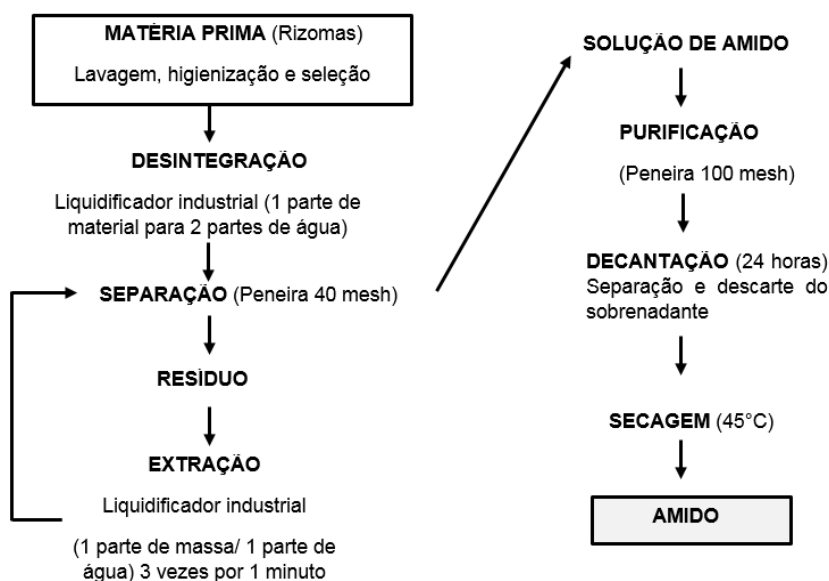 MATÉRIA PRIMA (Rizomas)
Lavagem, higienização e seleção
DESINTEGRAÇÃO
Liquidificador industrial (1 parte de
material para 2 partes de água)
SEPARAÇÃO (Peneira 40 mesh)
RESÍDUO
EXTRAÇÃO
Liquidificador industrial
(1 parte de massa/ 1 parte de
água) 3 vezes por 1 minuto
SOLUÇÃO DE AMIDO
PURIFICAÇÃO
(Peneira 100 mesh)
DECANTAÇÃO (24 horas)
Separação e descarte do
sobrenadante
SECAGEM (45°C)
AMIDO